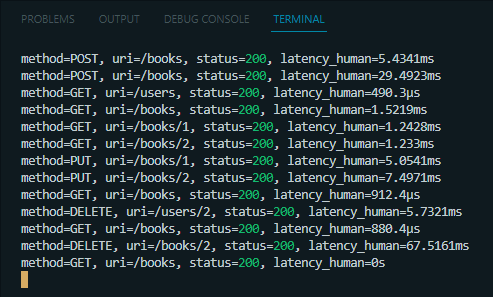 PROBLEMS OUTPUT DEBUG CONSOLE TERMINAL
method=POST, uri=/books, status=200, latency_human=5.4341ms
method=POST, uri=/books, status=200, latency_human=29.4923ms
method=GET, uri=/users, status=200, latency_human=490.3µs
method=GET, uri=/books, status=200, latency_human=1.5219ms
method=GET, uri=/books/1, status=200, latency_human=1.2428ms
method=GET, uri=/books/2, status=200, latency_human=1.233ms
method=PUT, uri=/books/1, status=200, latency_human=5.0541ms
method=PUT, uri=/books/2, status=200, latency_human=7.4971ms
method=GET, uri=/books, status=200, latency_human=912.4µs
method=DELETE, uri=/users/2, status=200, latency_human=5.7321ms
method=GET, uri=/books, status=200, latency_human=880.4µs
method=DELETE, uri=/books/2, status=200, latency_human=67.5161ms
method=GET, uri=/books, status=200, latency_human=0s